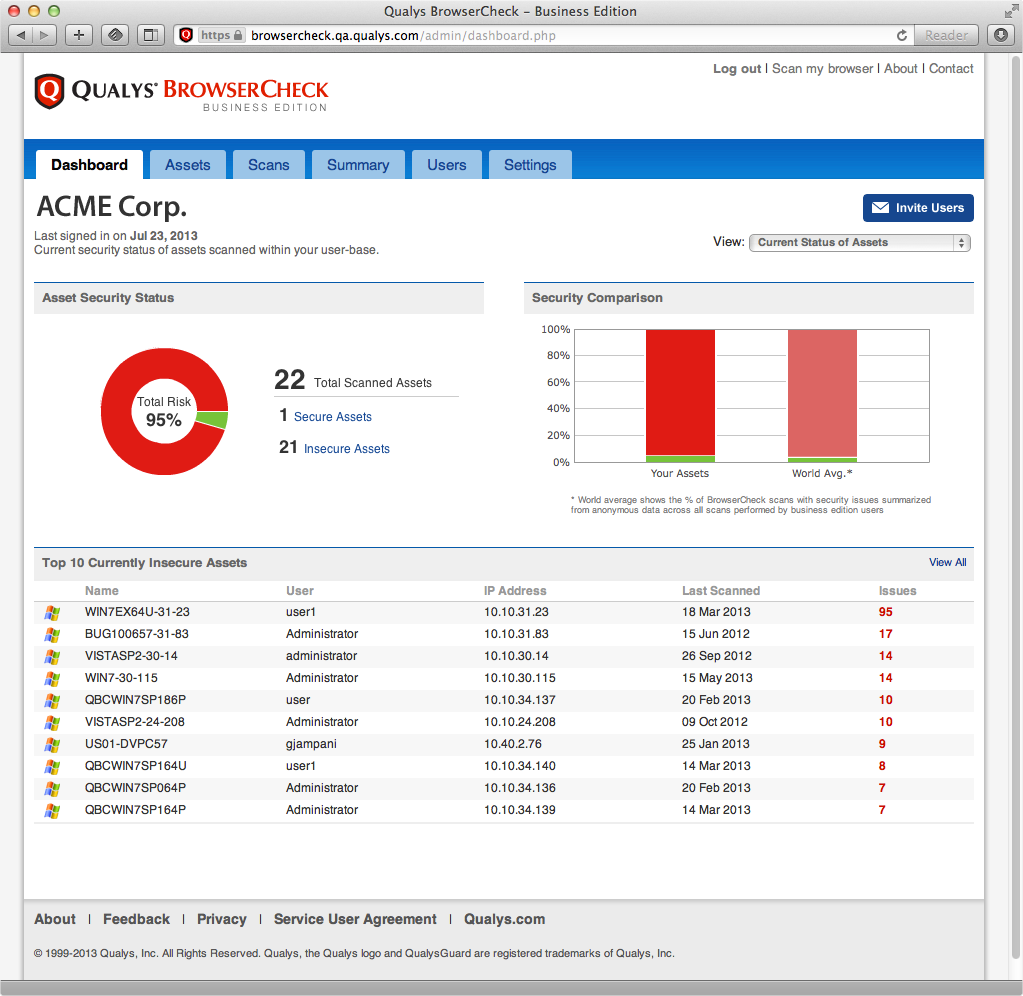 Qualys BrowserCheck – Business Edition
https browsercheck.qa.qualys.com/admin/dashboard.php Reader
Log out | Scan my browser | About | Contact
QUALYS® BROWSERCHECK
BUSINESS EDITION
Dashboard Assets Scans Summary Users Settings
ACME Corp.
Invite Users
Last signed in on Jul 23, 2013
Current security status of assets scanned within your user-base.
View: Current Status of Assets
Asset Security Status
Total Risk
95%
22 Total Scanned Assets
1 Secure Assets
21 Insecure Assets
Security Comparison
100%
80%
60%
40%
20%
0%
Your Assets World Avg.*
* World average shows the % of BrowserCheck scans with security issues summarized
from anonymous data across all scans performed by business edition users
Top 10 Currently Insecure Assets View All
Name User IP Address Last Scanned Issues
WIN7EX64U-31-23 user1 10.10.31.23 18 Mar 2013 95
BUG100657-31-83 Administrator 10.10.31.83 15 Jun 2012 17
VISTASP2-30-14 administrator 10.10.30.14 26 Sep 2012 14
WIN7-30-115 Administrator 10.10.30.115 15 May 2013 14
QBCWIN7SP186P user 10.10.34.137 20 Feb 2013 10
VISTASP2-24-208 Administrator 10.10.24.208 09 Oct 2012 10
US01-DVPC57 gjampani 10.40.2.76 25 Jan 2013 9
QBCWIN7SP164U user1 10.10.34.140 14 Mar 2013 8
QBCWIN7SP064P Administrator 10.10.34.136 20 Feb 2013 7
QBCWIN7SP164P Administrator 10.10.34.139 14 Mar 2013 7
About | Feedback | Privacy | Service User Agreement | Qualys.com
© 1999-2013 Qualys, Inc. All Rights Reserved. Qualys, the Qualys logo and QualysGuard are registered trademarks of Qualys, Inc.